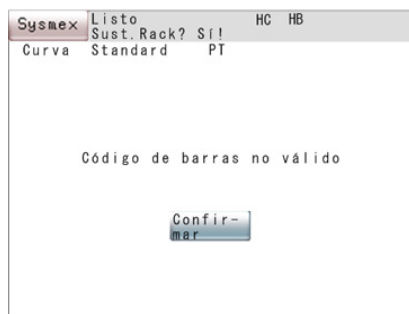 Sysmex Listo HC HB
Sust.Rack? Sí!
Curva Standard PT
Código de barras no válido
Confir-
mar